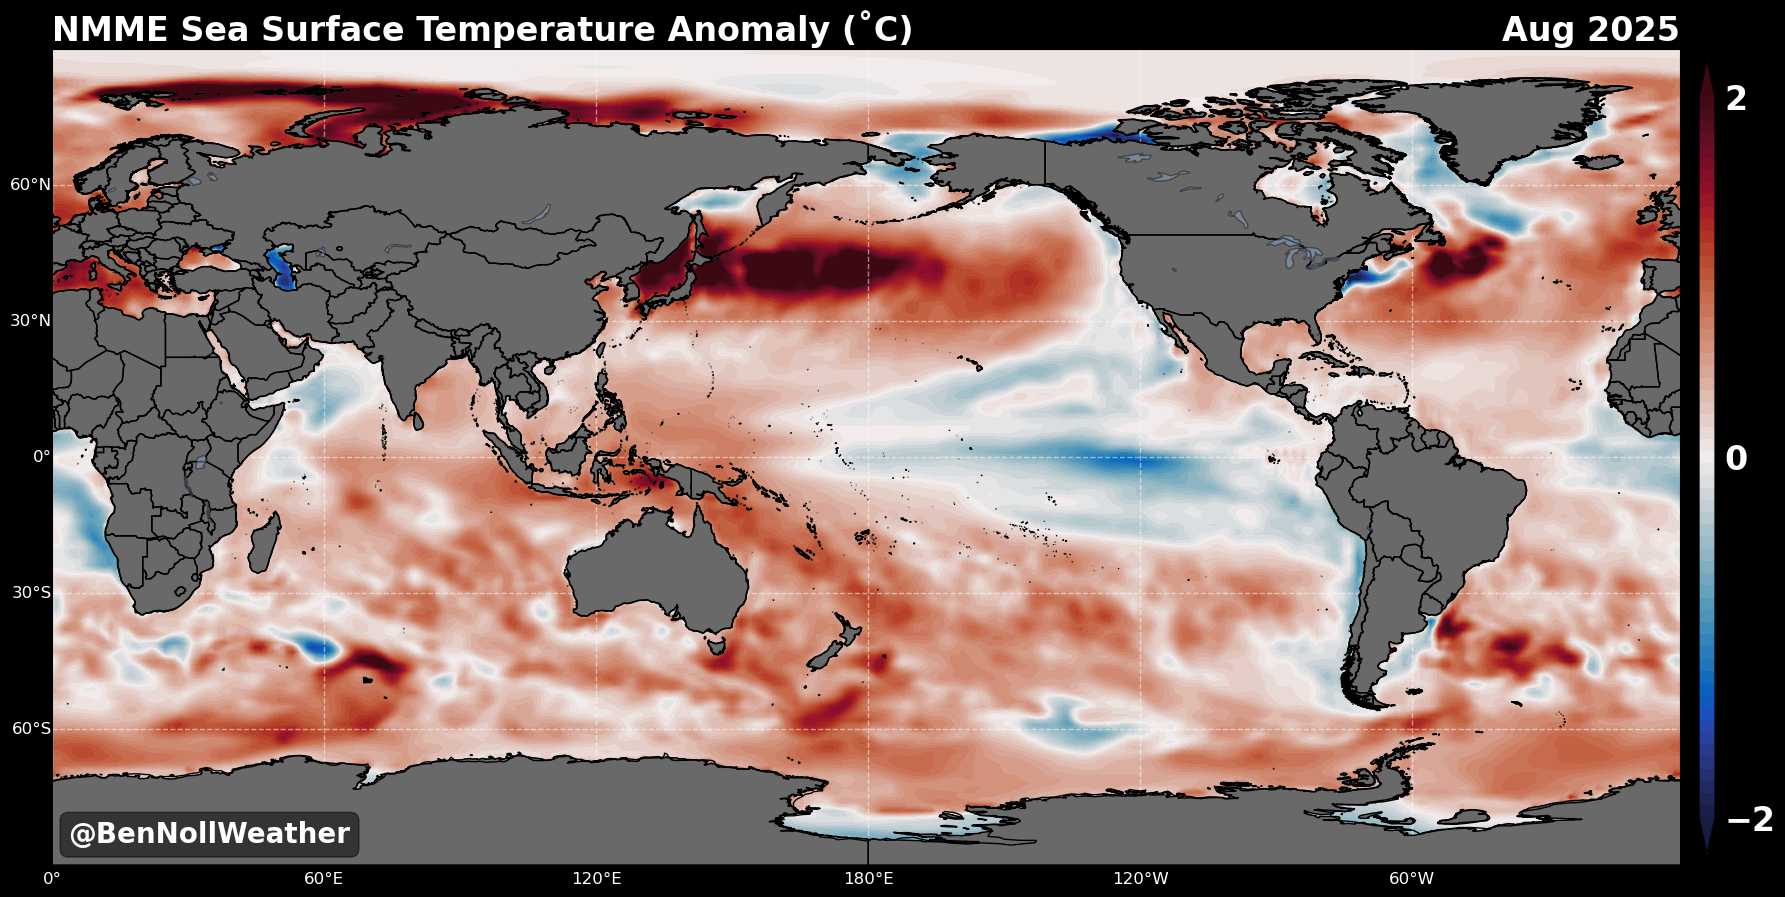 NMME Sea Surface Temperature Anomaly (˚C)
Aug 2025
2
0
−2
60°N
30°N
0°
30°S
60°S
@BenNollWeather
0°
60°E
120°E
180°E
120°W
60°W